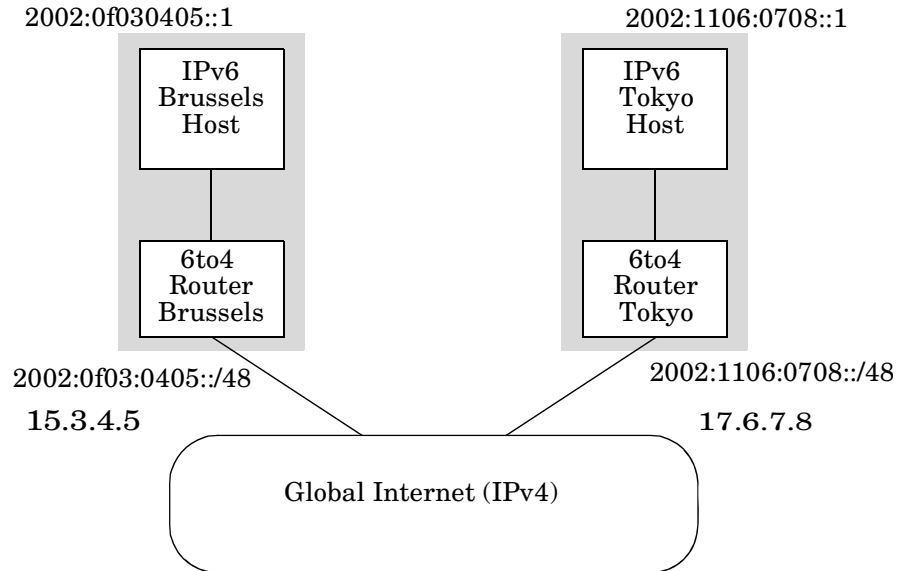 2002:0f030405::1
2002:1106:0708::1
IPv6
Brussels
Host
IPv6
Tokyo
Host
6to4
Router
Brussels
6to4
Router
Tokyo
2002:0f03:0405::/48
2002:1106:0708::/48
15.3.4.5
17.6.7.8
Global Internet (IPv4)